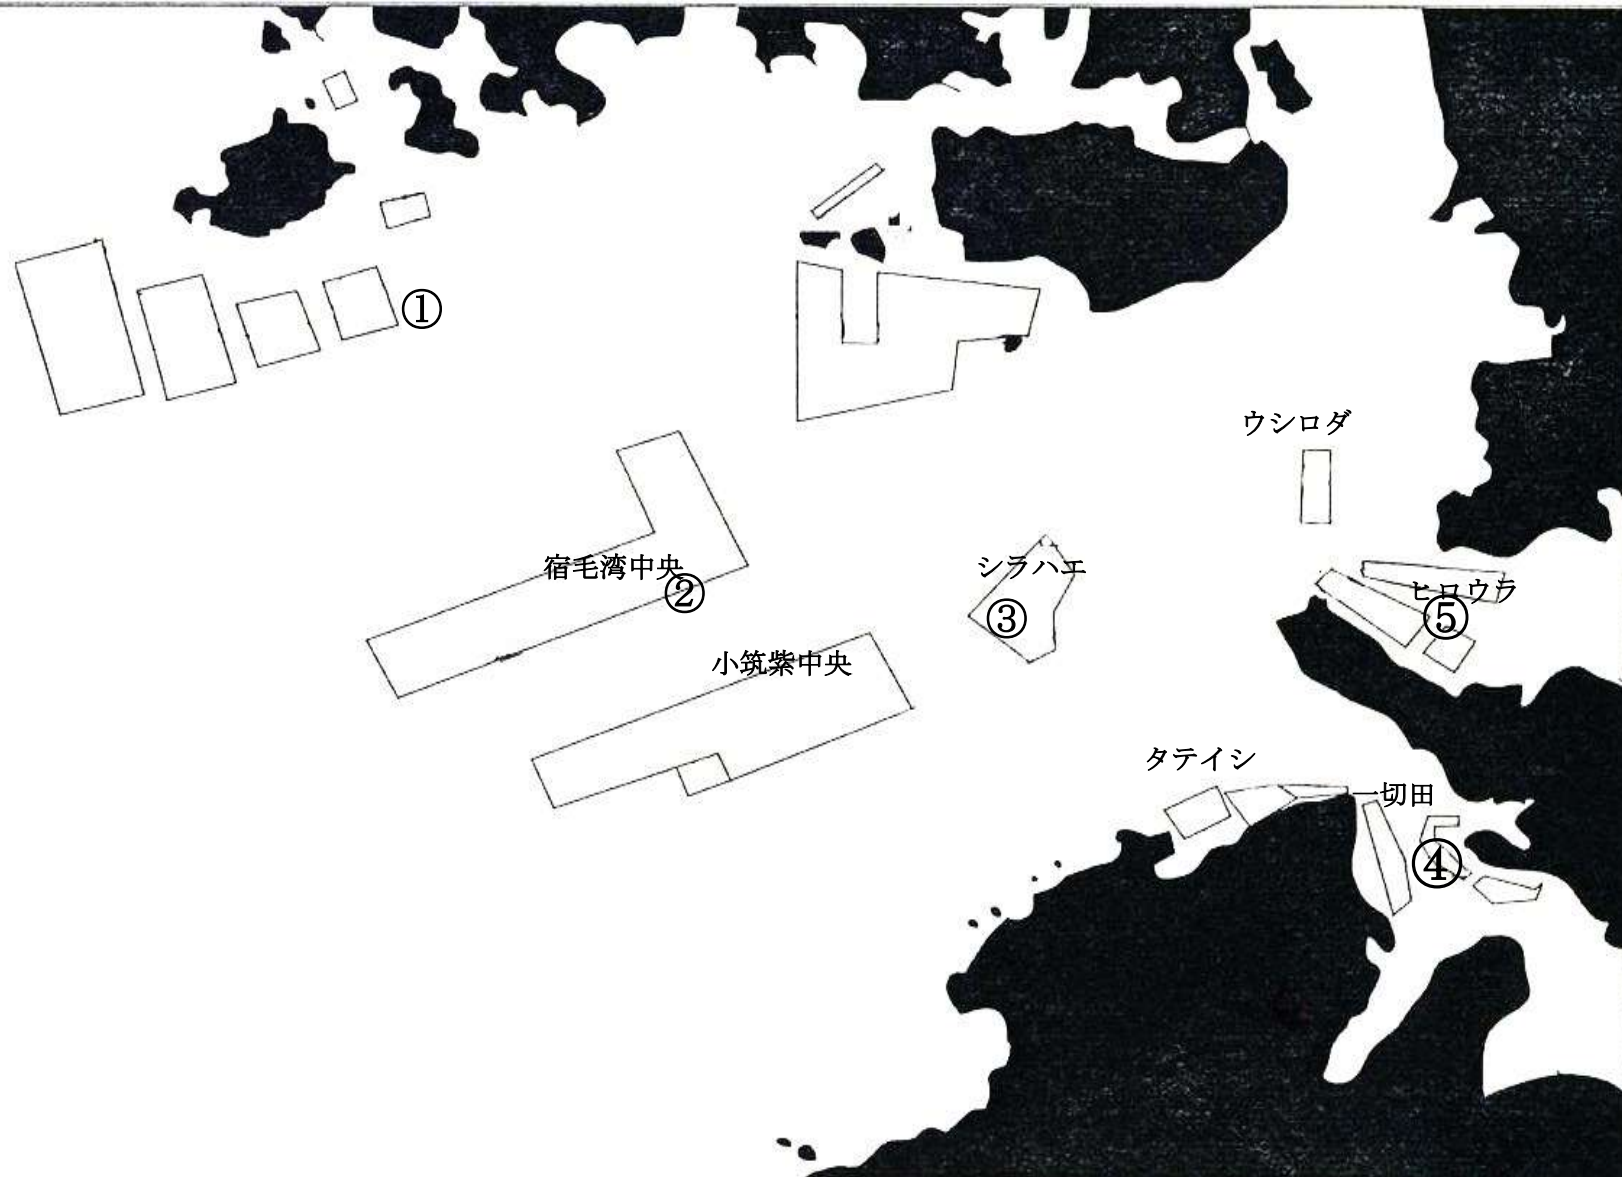 ①
ウシロダ
宿毛湾中央
②
シラハエ
③
ヒロウラ
⑤
小筑紫中央
タテイシ
一切田
④